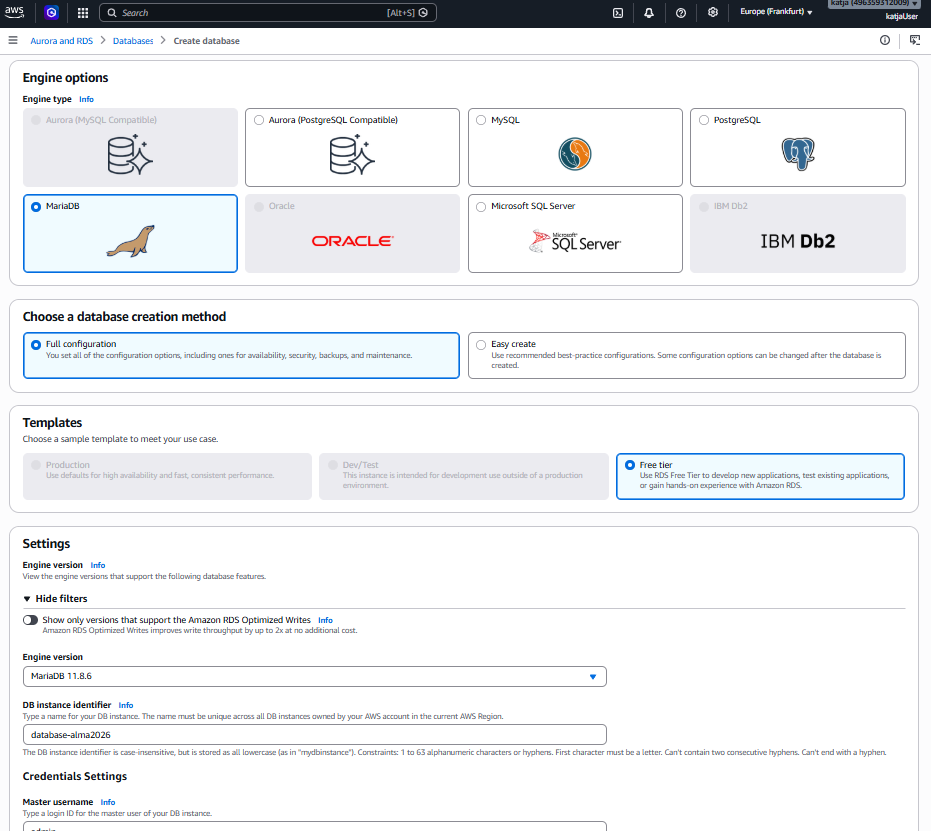 aws
Search [Alt+S]
Europe (Frankfurt)
katja (496359312009)
katjaUser
Aurora and RDS > Databases > Create database
Engine options
Engine type Info
Aurora (MySQL Compatible)
Aurora (PostgreSQL Compatible)
MySQL
PostgreSQL
MariaDB
Oracle
ORACLE
Microsoft SQL Server
Microsoft SQL Server
IBM Db2
IBM Db2
Choose a database creation method
Full configuration
You set all of the configuration options, including ones for availability, security, backups, and maintenance.
Easy create
Use recommended best-practice configurations. Some configuration options can be changed after the database is
created.
Templates
Choose a sample template to meet your use case.
Production
Use defaults for high availability and fast, consistent performance.
Dev/Test
This instance is intended for development use outside of a production
environment.
Free tier
Use RDS Free Tier to develop new applications, test existing applications,
or gain hands-on experience with Amazon RDS.
Settings
Engine version Info
View the engine versions that support the following database features.
Hide filters
Show only versions that support the Amazon RDS Optimized Writes Info
Amazon RDS Optimized Writes improves write throughput by up to 2x at no additional cost.
Engine version
MariaDB 11.8.6
DB instance identifier Info
Type a name for your DB instance. The name must be unique across all DB instances owned by your AWS account in the current AWS Region.
database-alma2026
The DB instance identifier is case-insensitive, but is stored as all lowercase (as in "mydbinstance"). Constraints: 1 to 63 alphanumeric characters or hyphens. First character must be a letter. Can't contain two consecutive hyphens. Can't end with a hyphen.
Credentials Settings
Master username Info
Type a login ID for the master user of your DB instance.